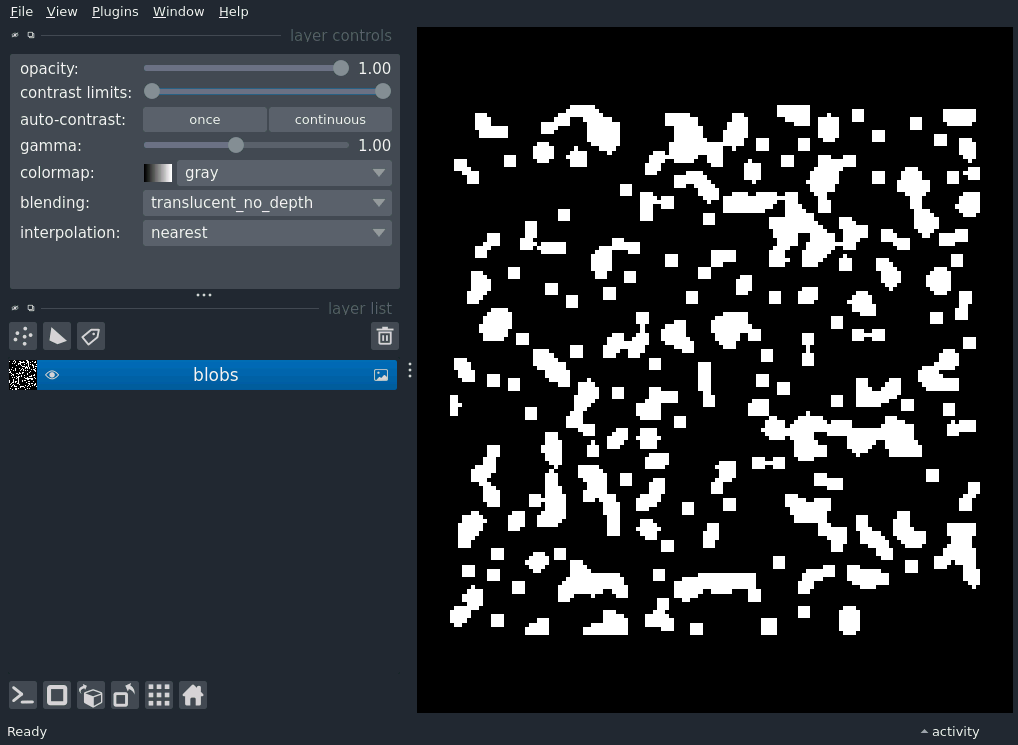 File View Plugins Window Help
layer controls
opacity: 1.00
contrast limits:
auto-contrast: once continuous
gamma: 1.00
colormap: gray
blending: translucent_no_depth
interpolation: nearest
layer list
blobs
Ready activity